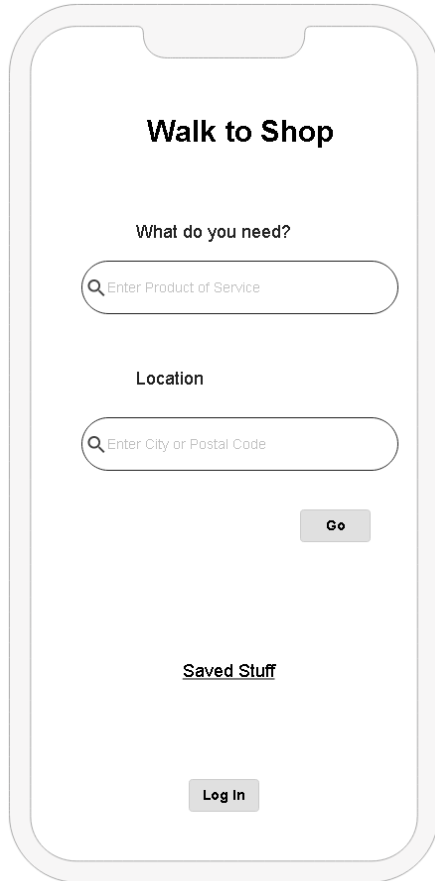 Walk to Shop
What do you need?
Enter Product of Service
Location
Enter City or Postal Code
Go
Saved Stuff
Log In